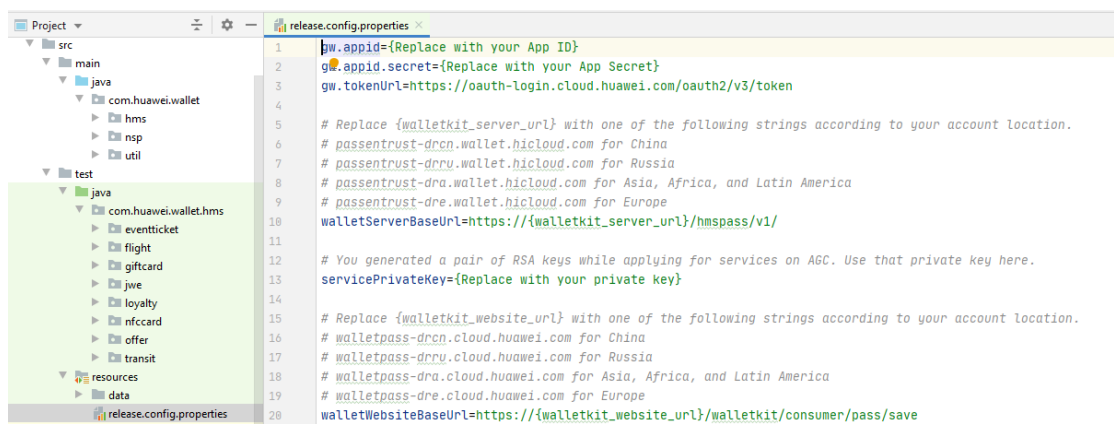 Project
src
main
java
com.huawei.wallet
hms
nsp
util
test
java
com.huawei.wallet.hms
eventticket
flight
giftcard
jwe
loyalty
nfccard
offer
transit
resources
data
release.config.properties
release.config.properties
1 gw.appid={Replace with your App ID}
2 gw.appid.secret={Replace with your App Secret}
3 gw.tokenUrl=https://oauth-login.cloud.huawei.com/oauth2/v3/token
4
5 # Replace {walletkit_server_url} with one of the following strings according to your account location.
6 # passentrust-drcn.wallet.hicloud.com for China
7 # passentrust-drru.wallet.hicloud.com for Russia
8 # passentrust-dra.wallet.hicloud.com for Asia, Africa, and Latin America
9 # passentrust-dre.wallet.hicloud.com for Europe
10 walletServerBaseUrl=https://{walletkit_server_url}/hmspass/v1/
11
12 # You generated a pair of RSA keys while applying for services on AGC. Use that private key here.
13 servicePrivateKey={Replace with your private key}
14
15 # Replace {walletkit_website_url} with one of the following strings according to your account location.
16 # walletpass-drcn.cloud.huawei.com for China
17 # walletpass-drru.cloud.huawei.com for Russia
18 # walletpass-dra.cloud.huawei.com for Asia, Africa, and Latin America
19 # walletpass-dre.cloud.huawei.com for Europe
20 walletWebsiteBaseUrl=https://{walletkit_website_url}/walletkit/consumer/pass/save